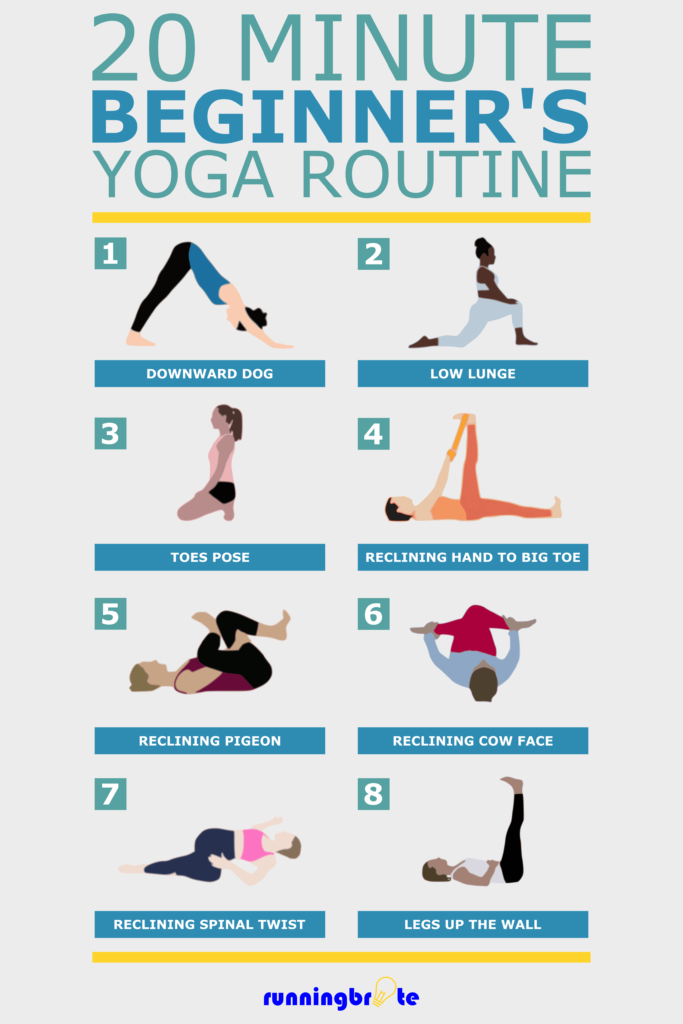 20 MINUTE
BEGINNER'S
YOGA ROUTINE
1
DOWNWARD DOG
2
LOW LUNGE
3
TOES POSE
4
RECLINING HAND TO BIG TOE
5
RECLINING PIGEON
6
RECLINING COW FACE
7
RECLINING SPINAL TWIST
8
LEGS UP THE WALL
runningbrite